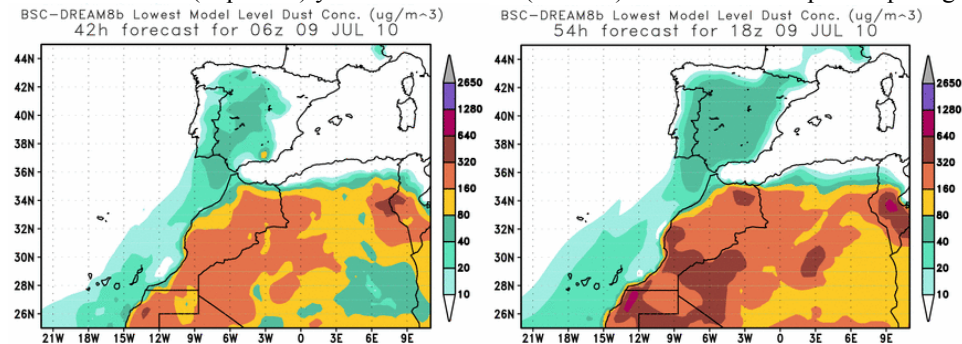 BSC-DREAM8b Lowest Model Level Dust Conc. (ug/m^3)
42h forecast for 06z 09 JUL 10
44N
42N
40N
38N
36N
34N
32N
30N
28N
26N
21W 18W 15W 12W 9W 6W 3W 0 3E 6E 9E
2650
1280
640
320
160
80
40
20
10
BSC-DREAM8b Lowest Model Level Dust Conc. (ug/m^3)
54h forecast for 18z 09 JUL 10
44N
42N
40N
38N
36N
34N
32N
30N
28N
26N
21W 18W 15W 12W 9W 6W 3W 0 3E 6E 9E
2650
1280
640
320
160
80
40
20
10